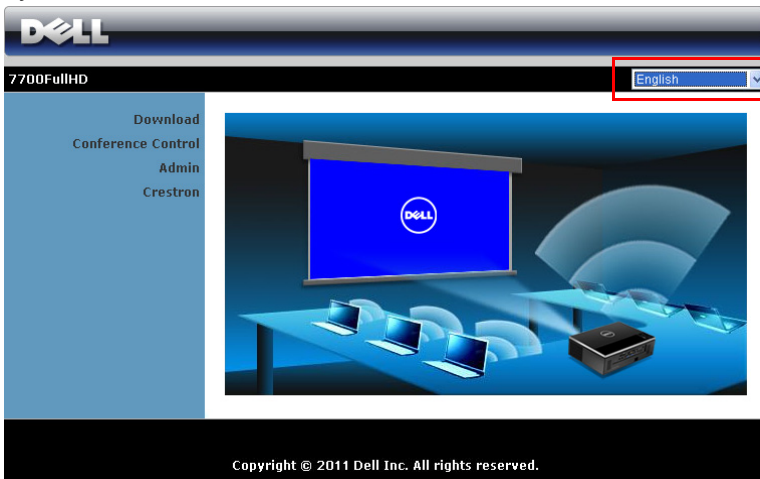 DELL
7700FullHD
English
Download
Conference Control
Admin
Crestron
DELL
Copyright © 2011 Dell Inc. All rights reserved.